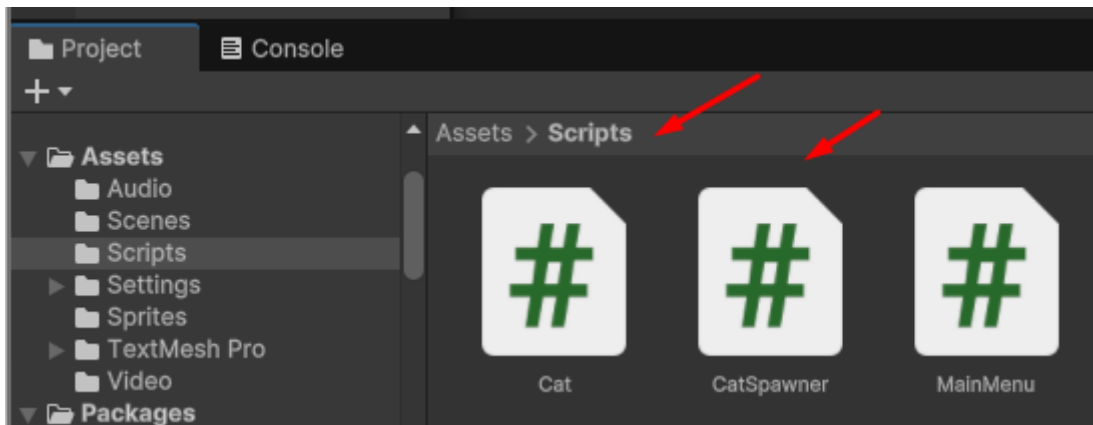 Project
Console
Assets > Scripts
Assets
Audio
Scenes
Scripts
Settings
Sprites
TextMesh Pro
Video
Packages
# # #
Cat CatSpawner MainMenu